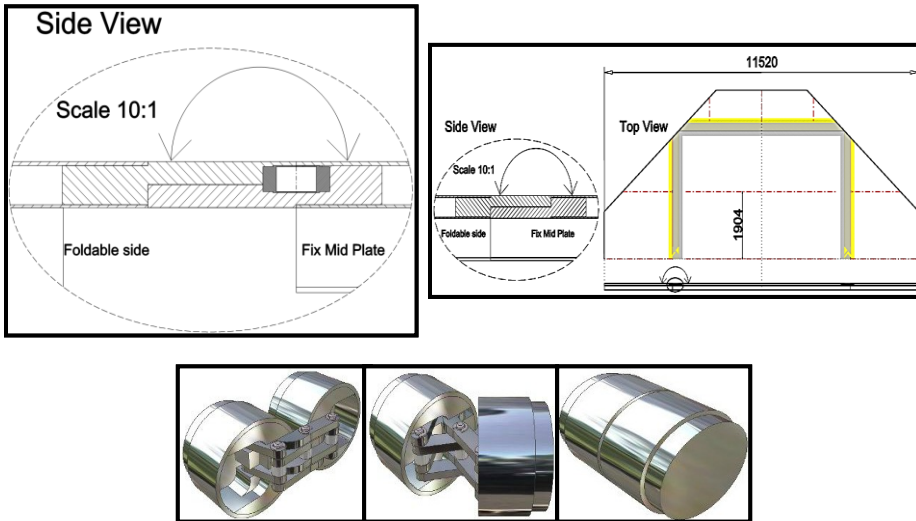 Side View
Scale 10:1
Foldable side
Fix Mid Plate
11520
Side View
Top View
Scale 10:1
1904
Foldable side
Fix Mid Plate